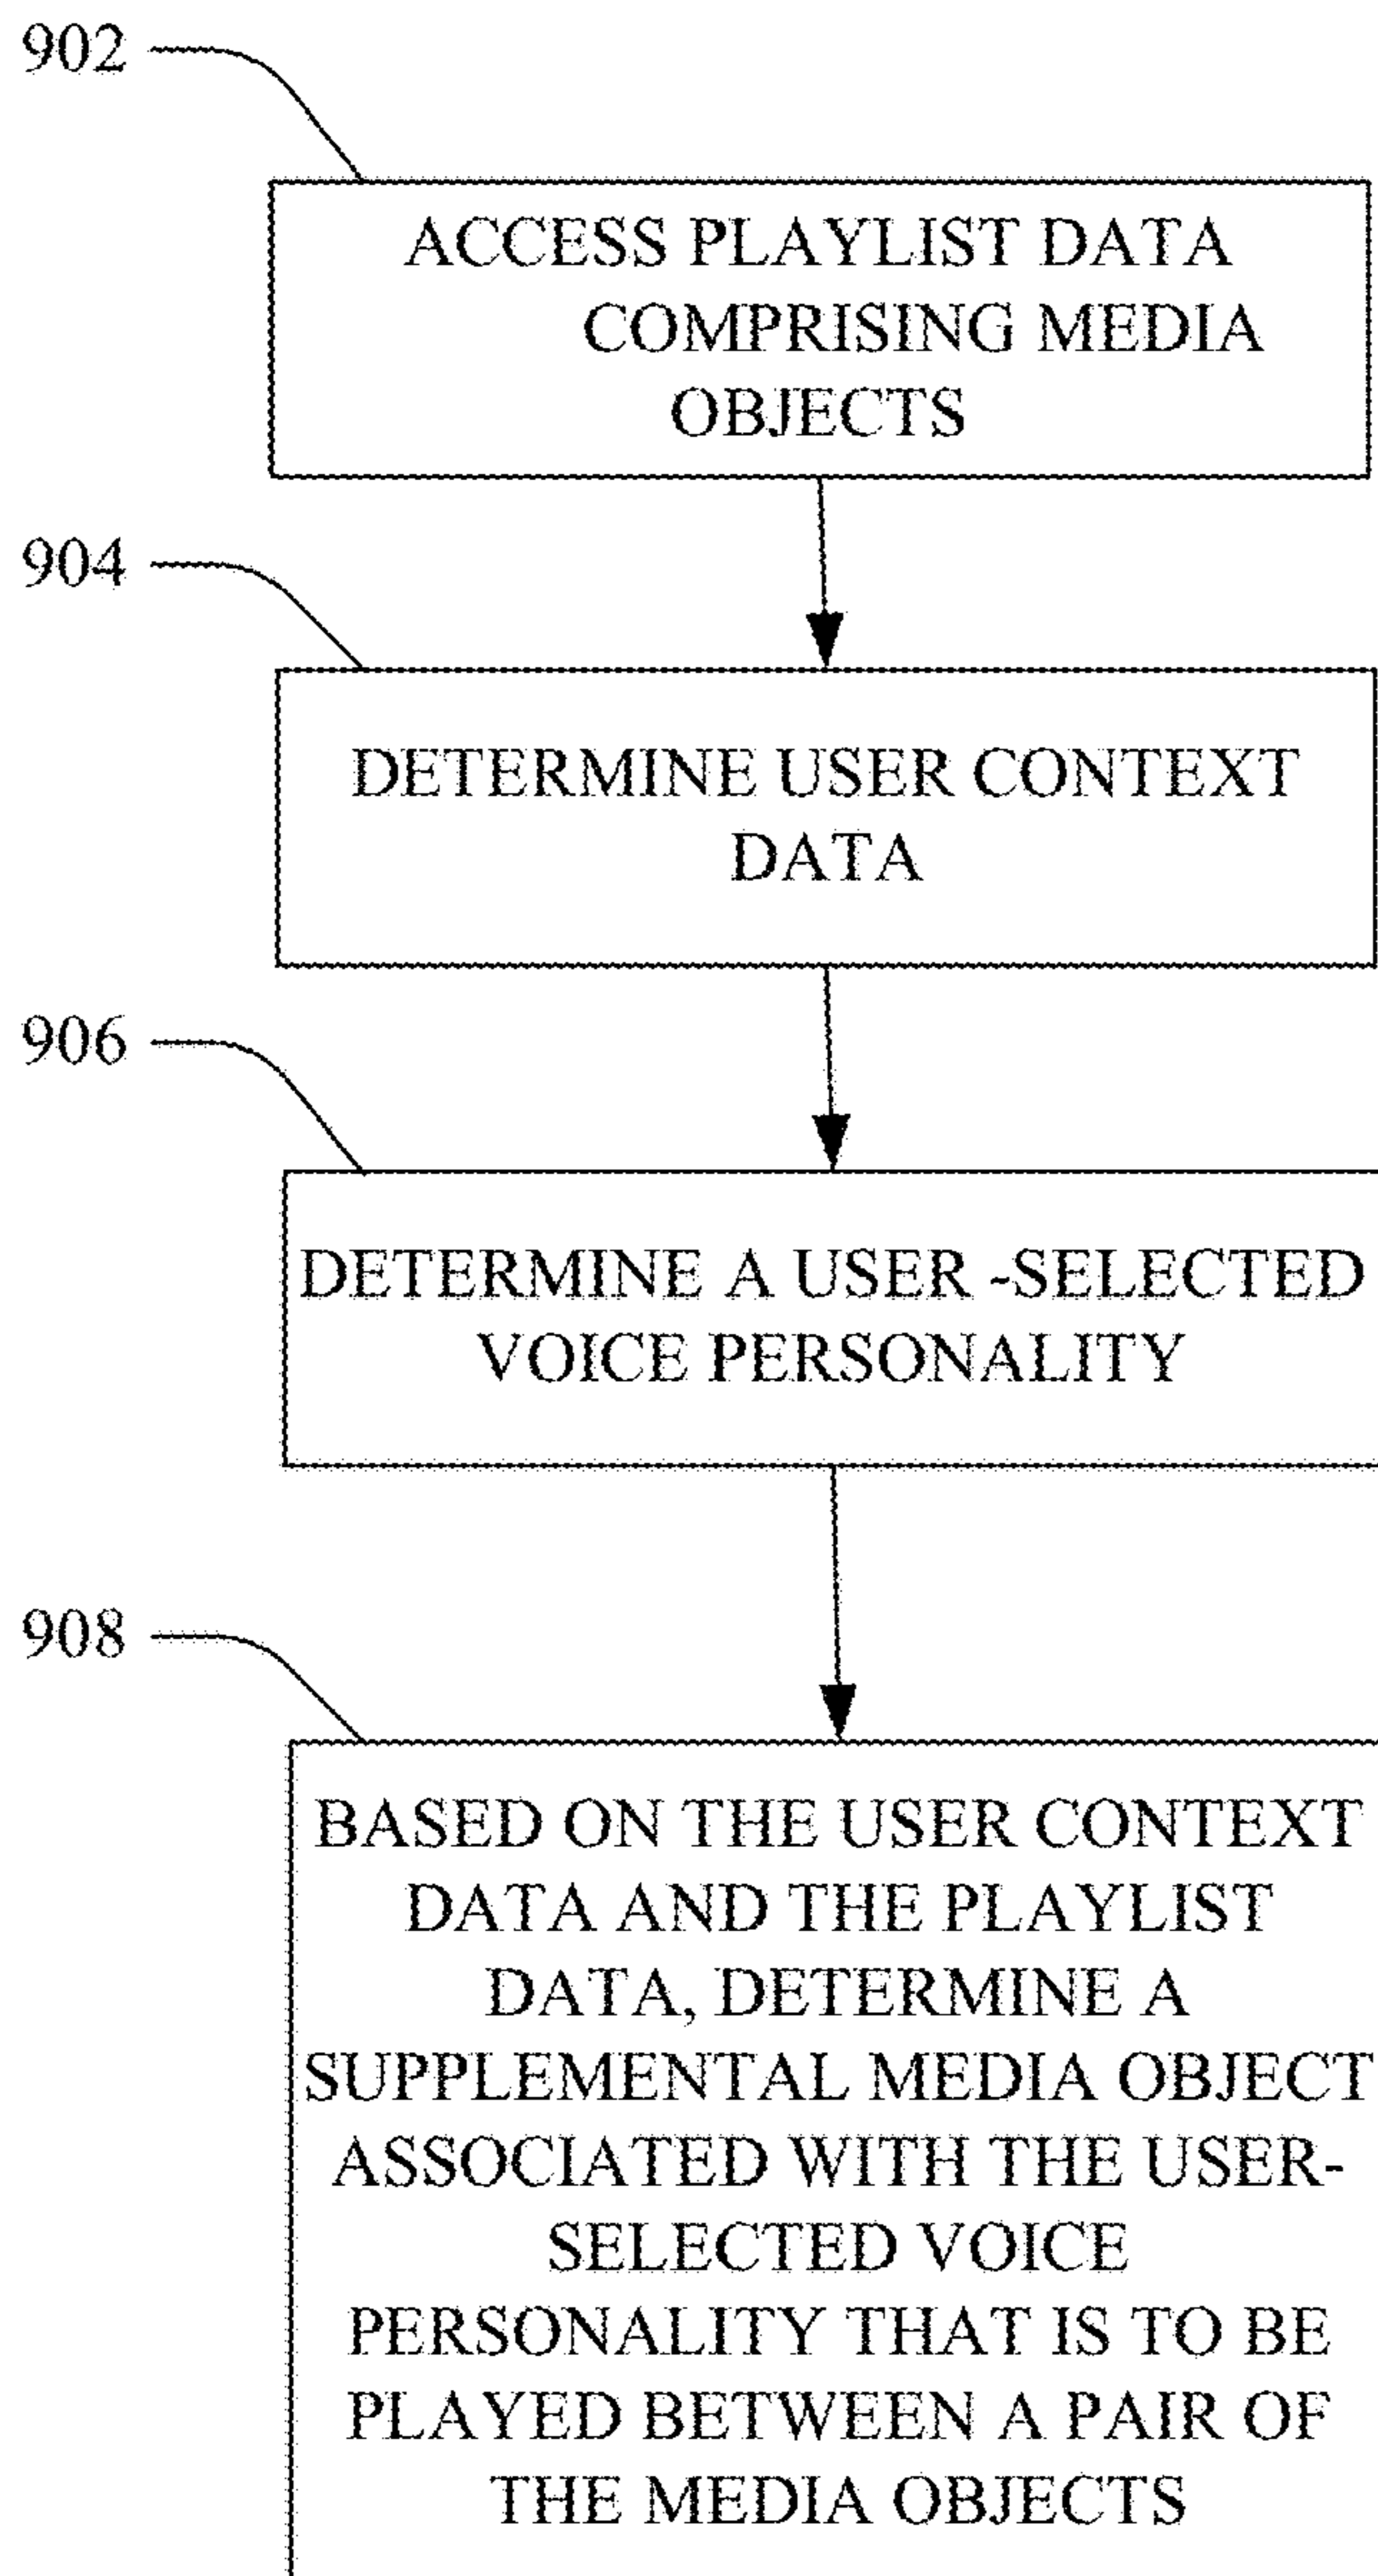 902
ACCESS PLAYLIST DATA
COMPRISING MEDIA
OBJECTS
904
DETERMINE USER CONTEXT
DATA
906
DETERMINE A USER -SELECTED
VOICE PERSONALITY
908
BASED ON THE USER CONTEXT
DATA AND THE PLAYLIST
DATA, DETERMINE A
SUPPLEMENTAL MEDIA OBJECT
ASSOCIATED WITH THE USER-
SELECTED VOICE
PERSONALITY THAT IS TO BE
PLAYED BETWEEN A PAIR OF
THE MEDIA OBJECTS